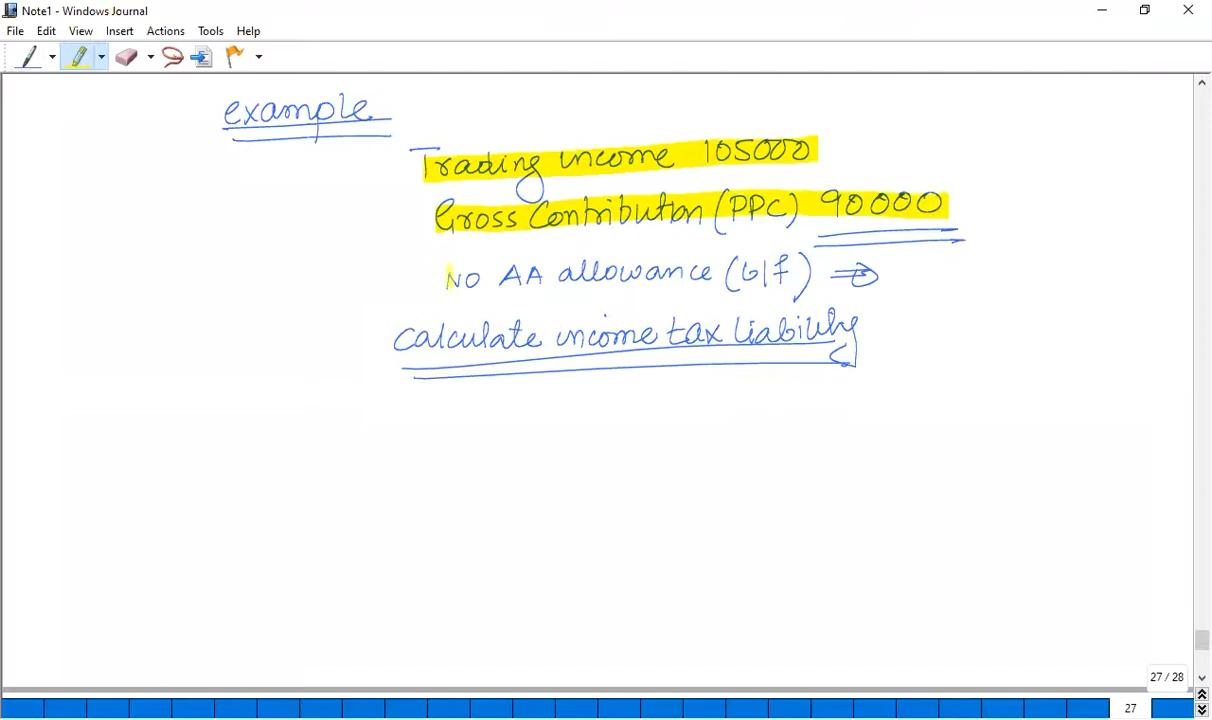 Note1 - Windows Journal
File Edit View Insert Actions Tools Help
example
Trading income 105000
Gross Contribution (PPC) 90000
NO AA allowance (b/f) ⇒
Calculate income tax liability
27 / 28
27